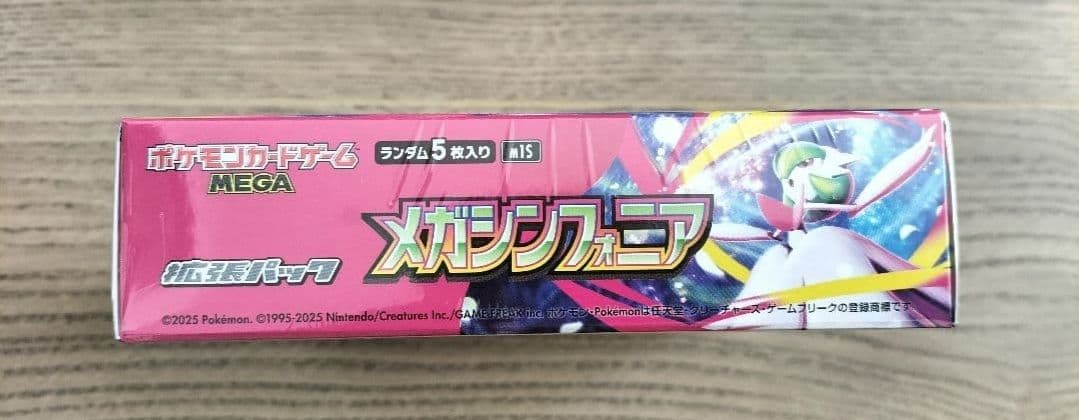 ポケモンカードゲーム
MEGA
ランダム5枚入り
m1S
メガシンフォニア
拡張パック
©2025 Pokémon. ©1995-2025 Nintendo/Creatures Inc./GAME FREAK inc. ポケモン・Pokémonは任天堂・クリーチャーズ・ゲームフリークの登録商標です。